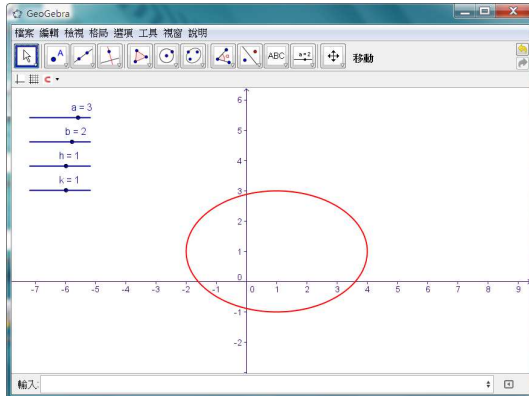 GeoGebra
檔案 編輯 檢視 格局 選項 工具 視窗 說明
A ABC a=2 移動
a = 3
b = 2
h = 1
k = 1
6
5
4
3
2
1
0
-7 -6 -5 -4 -3 -2 -1 0 1 2 3 4 5 6 7 8 9
-1
-2
輸入: